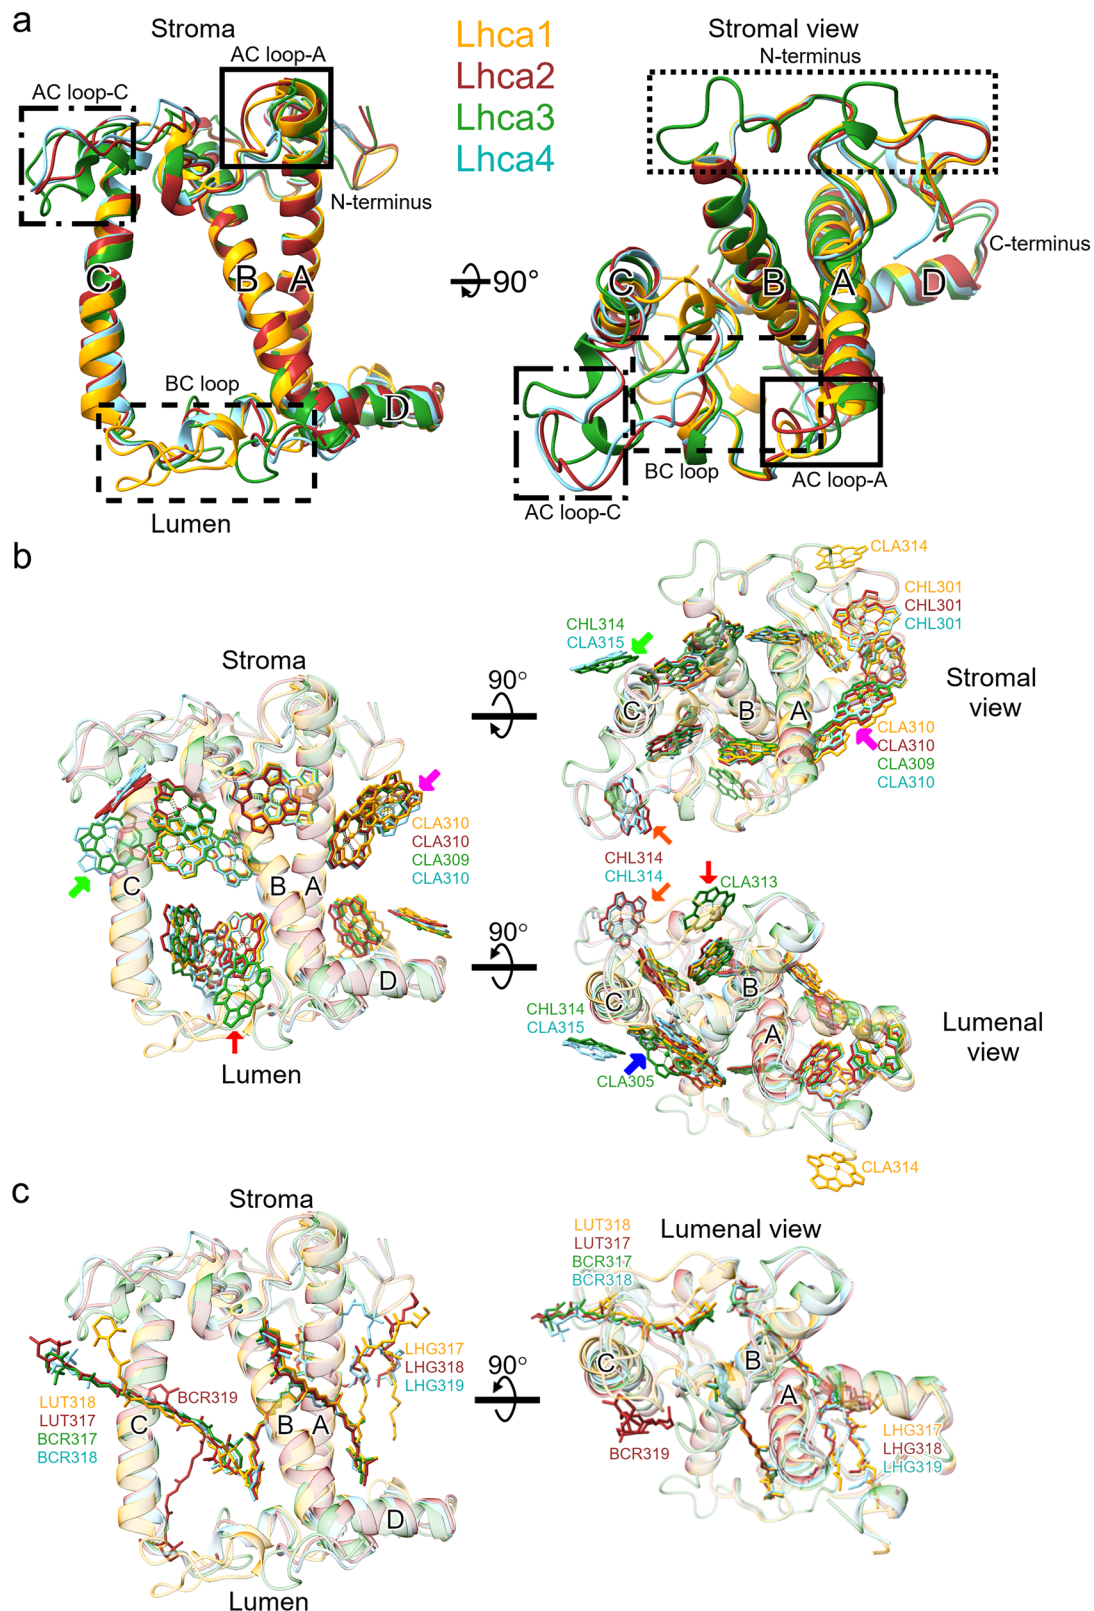 a
Stroma
AC loop-A
AC loop-C
N-terminus
C
B
A
D
BC loop
Lumen
Lhca1
Lhca2
Lhca3
Lhca4
90°
Stromal view
N-terminus
C-terminus
C
B
A
D
BC loop
AC loop-A
AC loop-C
b
Stroma
CLA310
CLA310
CLA309
CLA310
C
B
A
D
Lumen
90°
CLA314
CHL301
CHL301
CHL301
CHL314
CLA315
Stromal
view
C
B
A
CLA310
CLA310
CLA309
CLA310
CHL314
CHL314
90°
CLA313
C
B
A
CHL314
CLA315
CLA305
Lumenal
view
CLA314
c
Stroma
LHG317
LHG318
LHG319
BCR319
LUT318
LUT317
BCR317
BCR318
C
B
A
D
Lumen
90°
LUT318
LUT317
BCR317
BCR318
Lumenal view
C
B
A
BCR319
LHG317
LHG318
LHG319